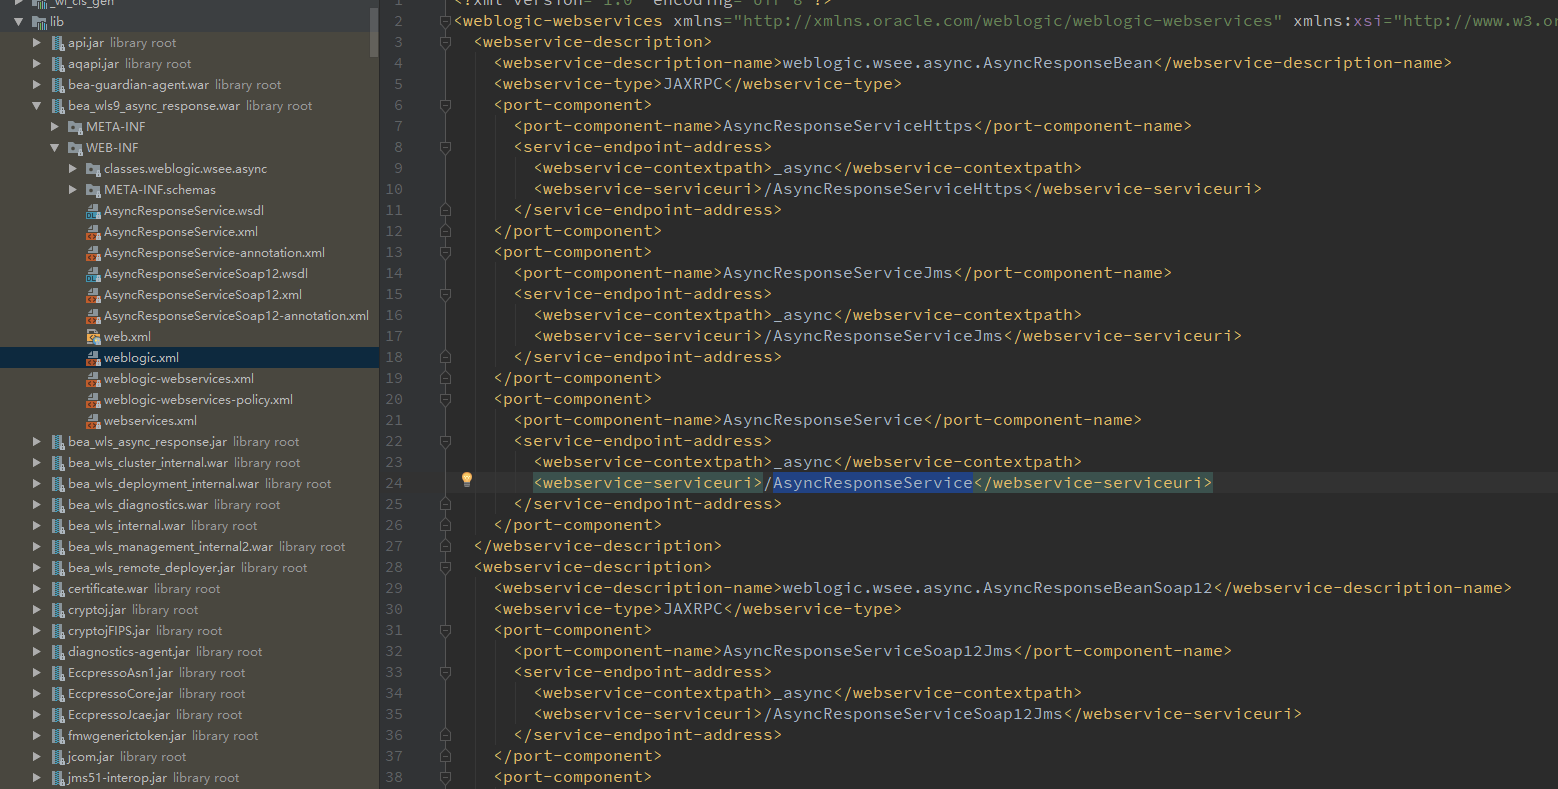 _wl_cls_gen
lib
api.jar library root
aqapi.jar library root
bea-guardian-agent.war library root
bea_wls9_async_response.war library root
META-INF
WEB-INF
classes.weblogic.wsee.async
META-INF.schemas
AsyncResponseService.wsdl
AsyncResponseService.xml
AsyncResponseService-annotation.xml
AsyncResponseServiceSoap12.wsdl
AsyncResponseServiceSoap12.xml
AsyncResponseServiceSoap12-annotation.xml
web.xml
weblogic.xml
weblogic-webservices.xml
weblogic-webservices-policy.xml
webservices.xml
bea_wls_async_response.jar library root
bea_wls_cluster_internal.war library root
bea_wls_deployment_internal.war library root
bea_wls_diagnostics.war library root
bea_wls_internal.war library root
bea_wls_management_internal2.war library root
bea_wls_remote_deployer.jar library root
certificate.war library root
cryptoj.jar library root
cryptojFIPS.jar library root
diagnostics-agent.jar library root
EccpressoAsn1.jar library root
EccpressoCore.jar library root
EccpressoJcae.jar library root
fmwgenerictoken.jar library root
jcom.jar library root
jms51-interop.jar library root
1 <?xml version="1.0" encoding="UTF-8"?>
2 <weblogic-webservices xmlns="http://xmlns.oracle.com/weblogic/weblogic-webservices" xmlns:xsi="http://www.w3.or
3 <webservice-description>
4 <webservice-description-name>weblogic.wsee.async.AsyncResponseBean</webservice-description-name>
5 <webservice-type>JAXRPC</webservice-type>
6 <port-component>
7 <port-component-name>AsyncResponseServiceHttps</port-component-name>
8 <service-endpoint-address>
9 <webservice-contextpath>_async</webservice-contextpath>
10 <webservice-serviceuri>/AsyncResponseServiceHttps</webservice-serviceuri>
11 </service-endpoint-address>
12 </port-component>
13 <port-component>
14 <port-component-name>AsyncResponseServiceJms</port-component-name>
15 <service-endpoint-address>
16 <webservice-contextpath>_async</webservice-contextpath>
17 <webservice-serviceuri>/AsyncResponseServiceJms</webservice-serviceuri>
18 </service-endpoint-address>
19 </port-component>
20 <port-component>
21 <port-component-name>AsyncResponseService</port-component-name>
22 <service-endpoint-address>
23 <webservice-contextpath>_async</webservice-contextpath>
24 <webservice-serviceuri>/AsyncResponseService</webservice-serviceuri>
25 </service-endpoint-address>
26 </port-component>
27 </webservice-description>
28 <webservice-description>
29 <webservice-description-name>weblogic.wsee.async.AsyncResponseBeanSoap12</webservice-description-name>
30 <webservice-type>JAXRPC</webservice-type>
31 <port-component>
32 <port-component-name>AsyncResponseServiceSoap12Jms</port-component-name>
33 <service-endpoint-address>
34 <webservice-contextpath>_async</webservice-contextpath>
35 <webservice-serviceuri>/AsyncResponseServiceSoap12Jms</webservice-serviceuri>
36 </service-endpoint-address>
37 </port-component>
38 <port-component>